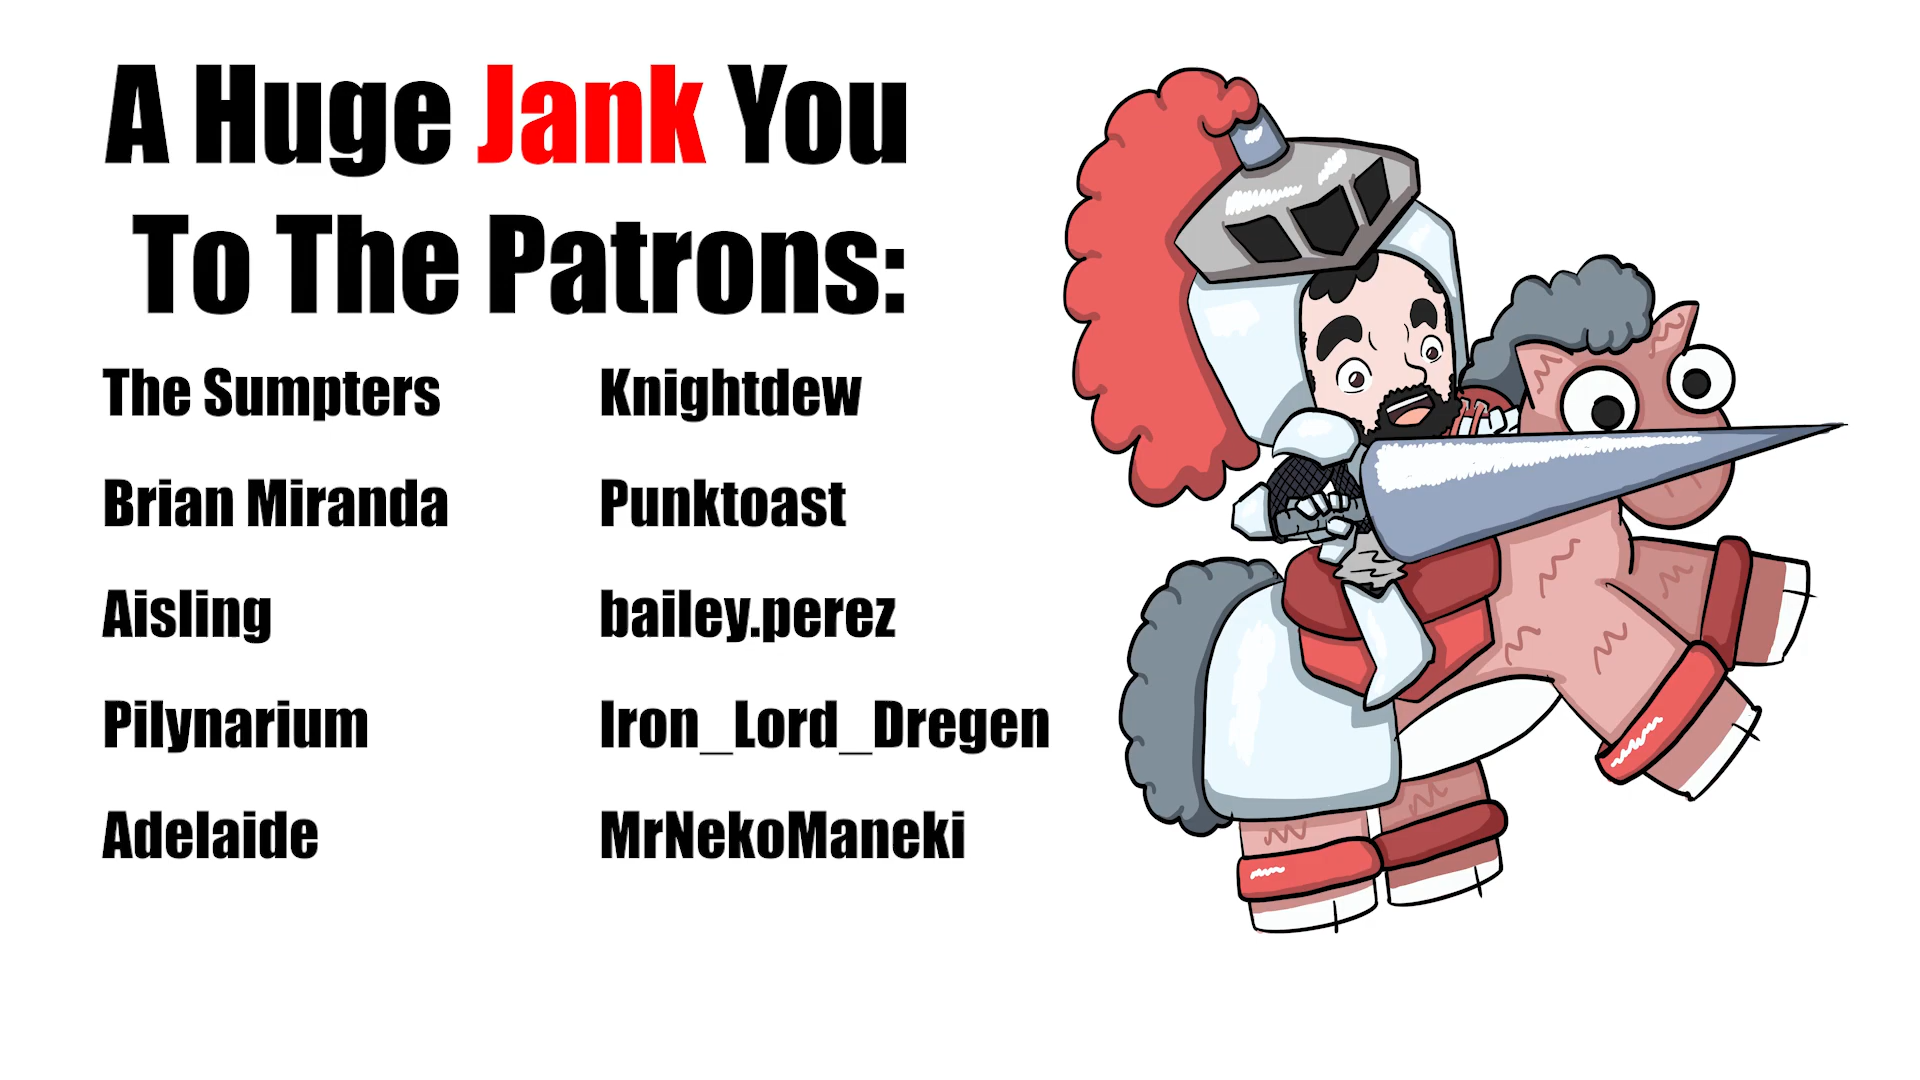 A Huge Jank You
To The Patrons:
The Sumpters
Brian Miranda
Aisling
Pilynarium
Adelaide
Knightdew
Punktoast
bailey.perez
Iron_Lord_Dregen
MrNekoManeki